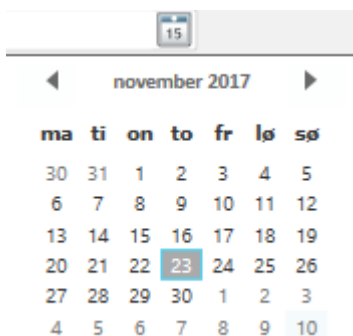 15
november 2017
ma ti on to fr lø sø
30 31 1 2 3 4 5
6 7 8 9 10 11 12
13 14 15 16 17 18 19
20 21 22 23 24 25 26
27 28 29 30 1 2 3
4 5 6 7 8 9 10